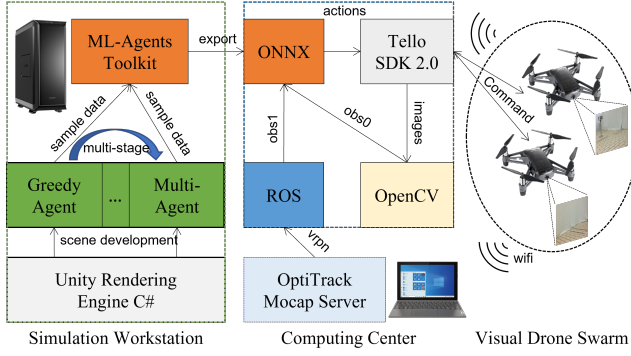 ML-Agents
Toolkit
export
ONNX
actions
Tello
SDK 2.0
sample data
sample data
multi-stage
obs1
obs0
images
Command
Greedy
Agent
...
Multi-
Agent
ROS
OpenCV
scene development
vrpn
wifi
Unity Rendering
Engine C#
OptiTrack
Mocap Server
Simulation Workstation
Computing Center
Visual Drone Swarm